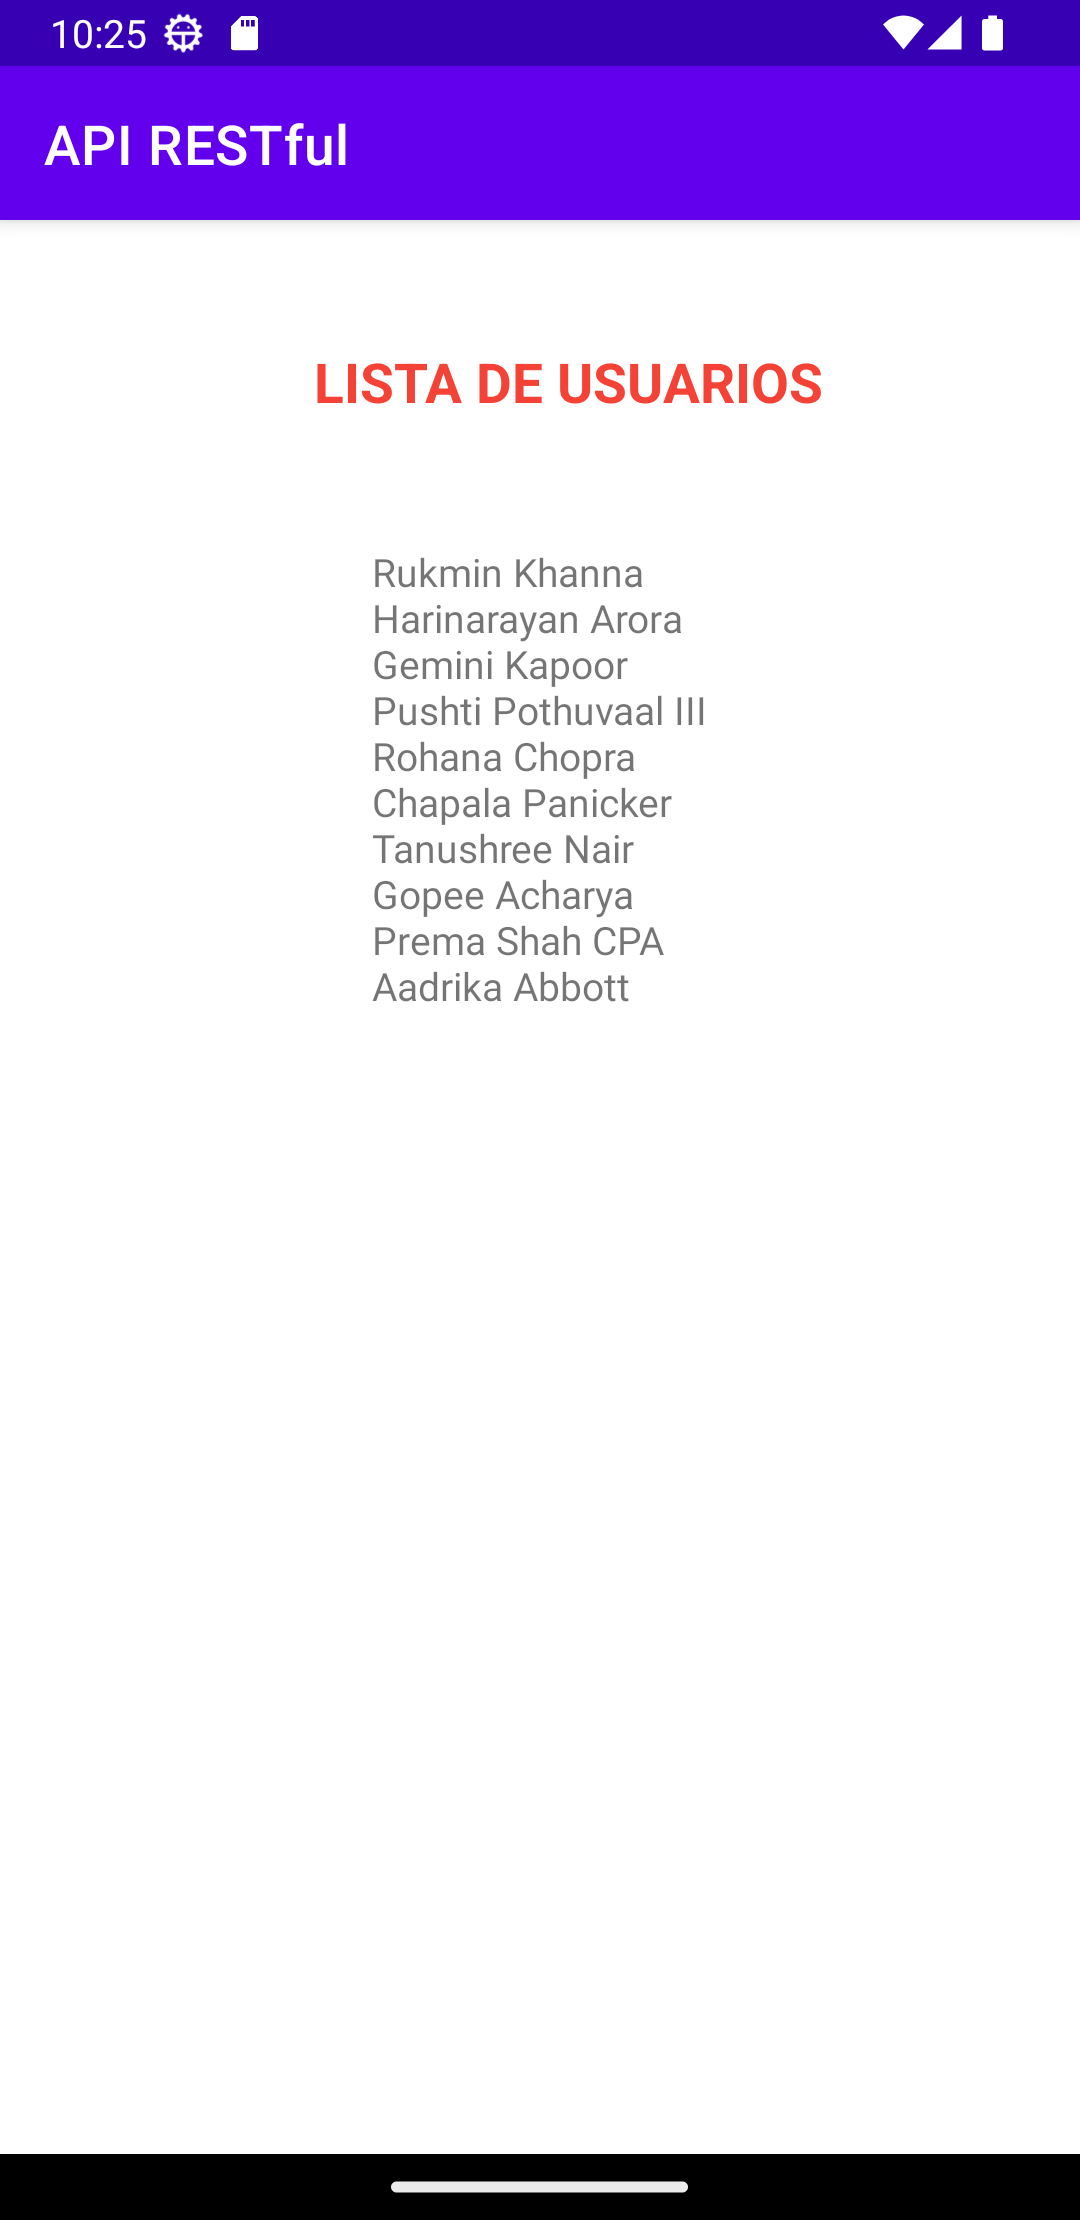 10:25
API RESTful
LISTA DE USUARIOS
Rukmin Khanna
Harinarayan Arora
Gemini Kapoor
Pushti Pothuvaal III
Rohana Chopra
Chapala Panicker
Tanushree Nair
Gopee Acharya
Prema Shah CPA
Aadrika Abbott